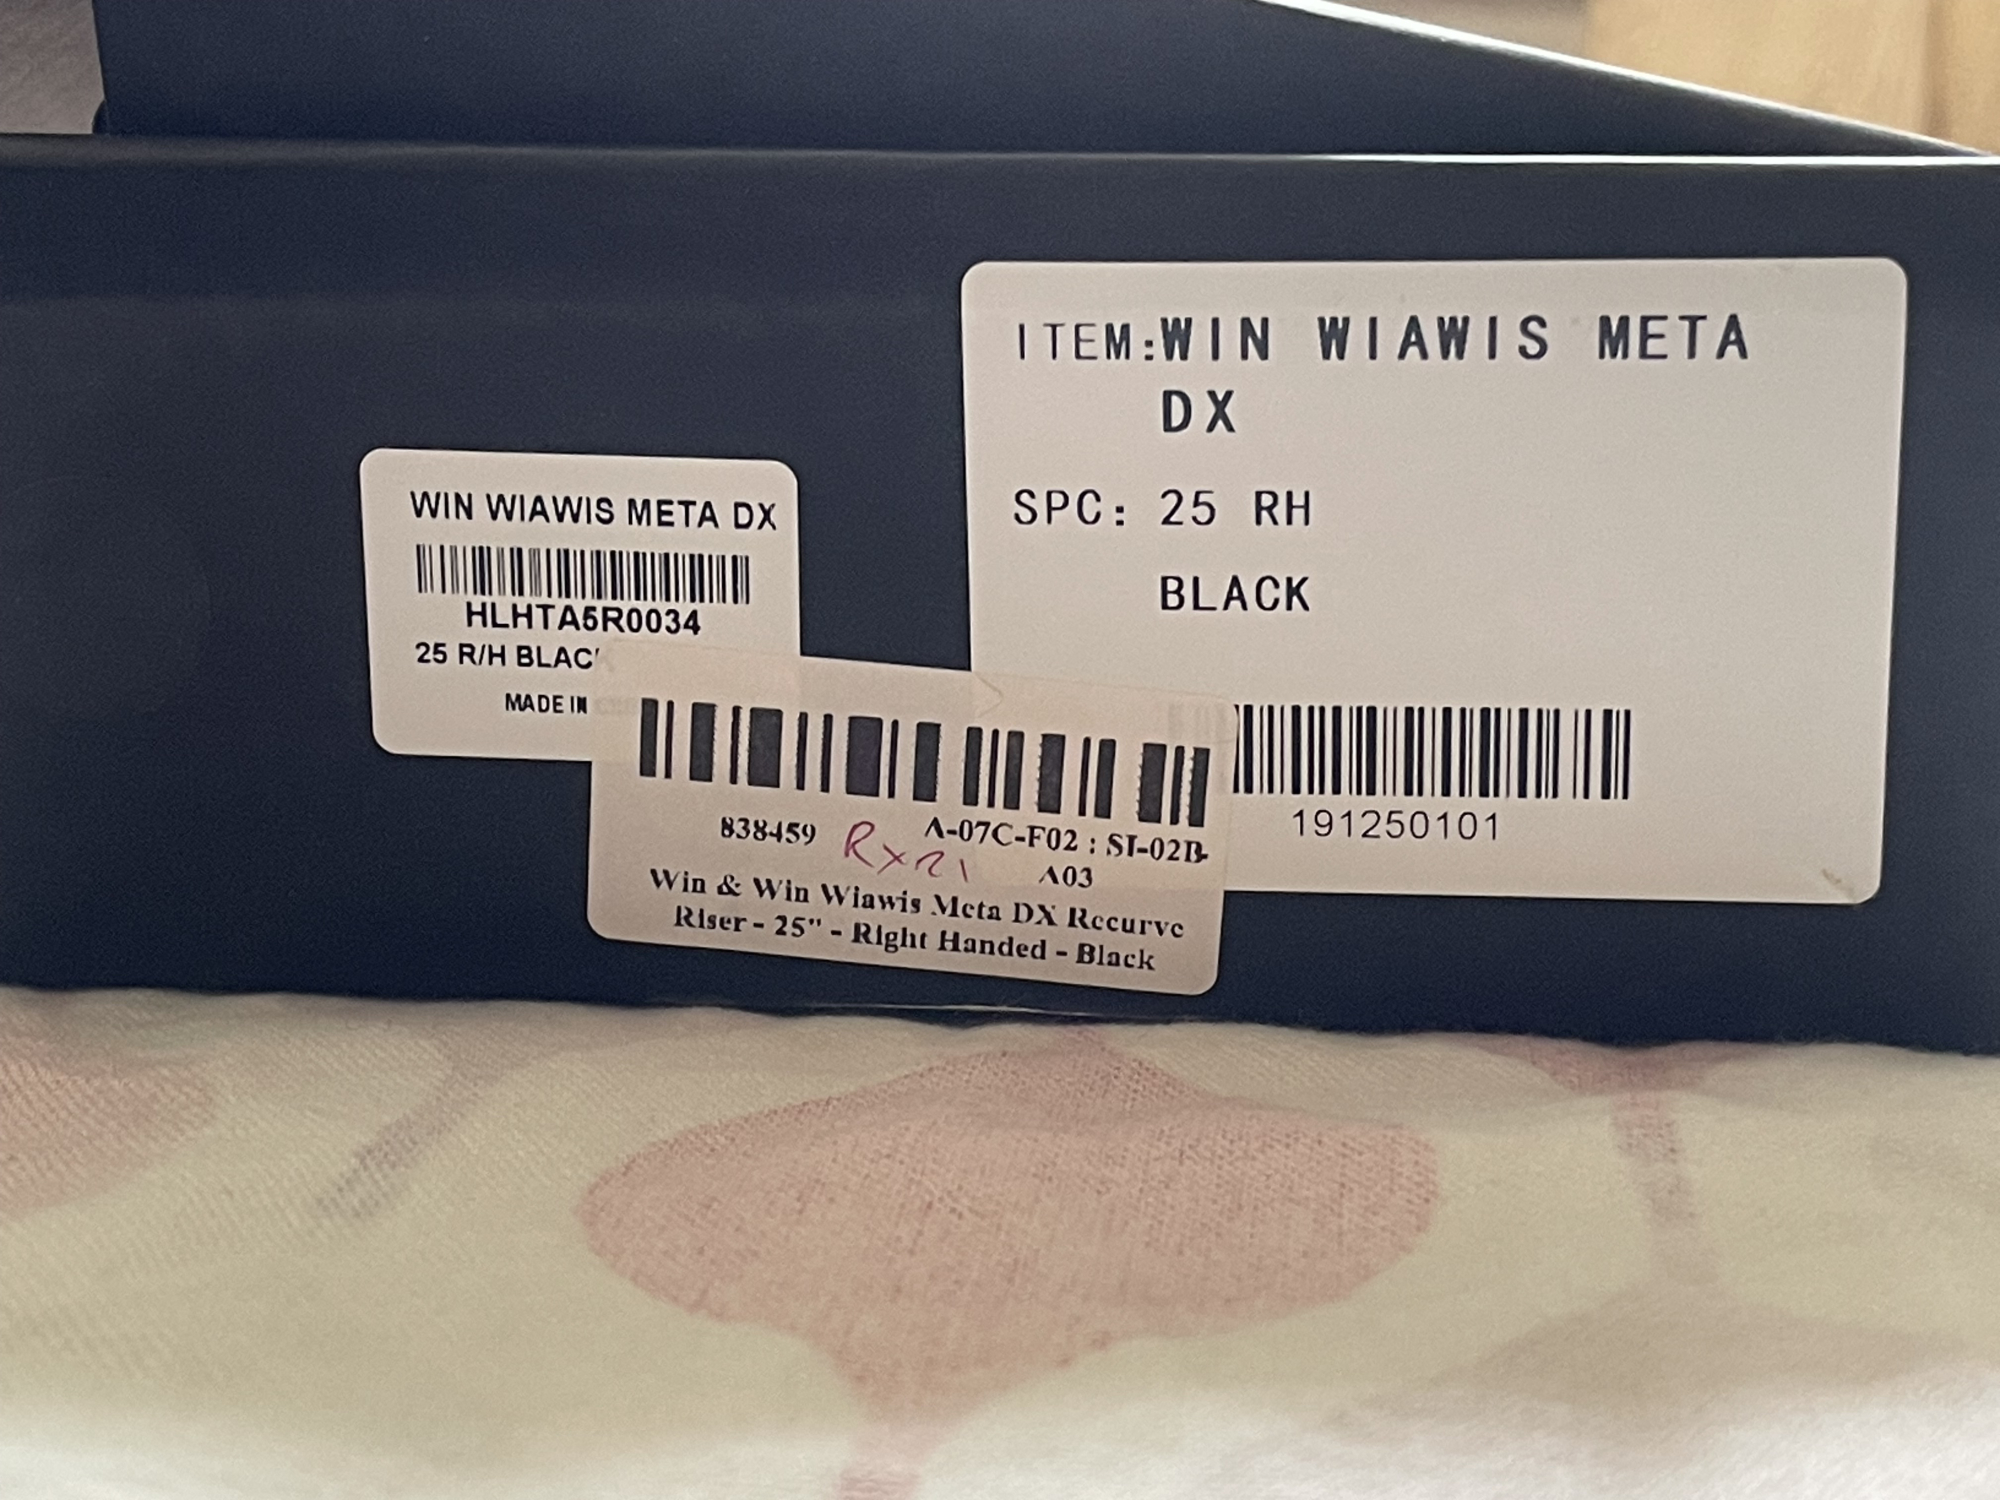 ITEM:WIN WIAWIS META
DX
SPC: 25 RH
BLACK
191250101
WIN WIAWIS META DX
HLHTA5R0034
25 R/H BLAC
MADE IN
838459
A-07C-F02 : SI-02B-
A03
Win & Win Wiawis Meta DX Recurve
Riser - 25" - Right Handed - Black